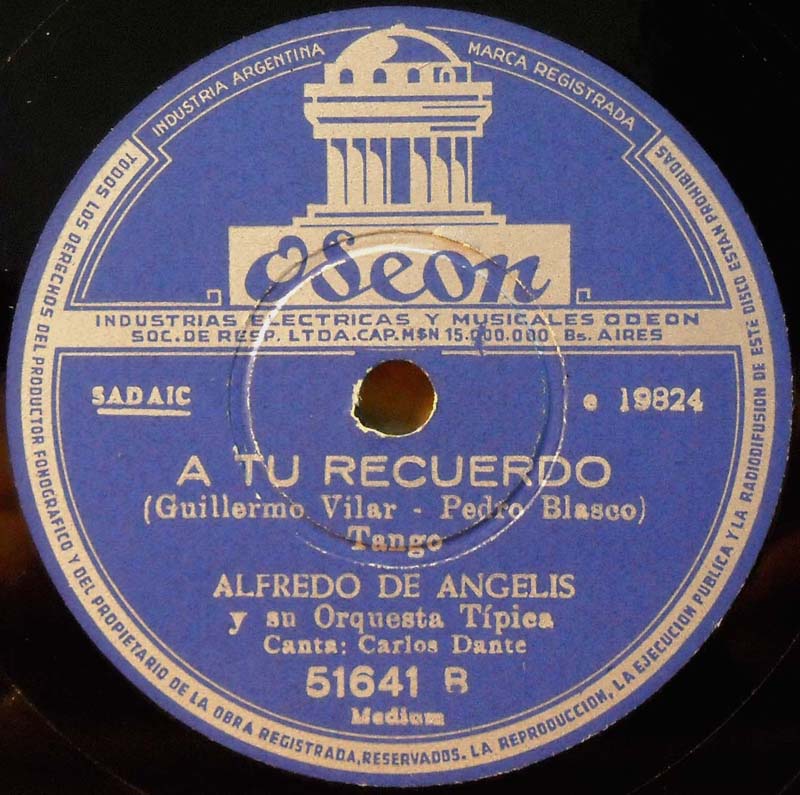 INDUSTRIA ARGENTINA
MARCA REGISTRADA
Odeon
INDUSTRIAS ELECTRICAS Y MUSICALES ODEON
SOC. DE RESP. LTDA. CAP. M$N 15.000.000 Bs. AIRES
SADAIC
e 19824
A TU RECUERDO
(Guillermo Vilar - Pedro Blasco)
Tango
ALFREDO DE ANGELIS
y su Orquesta Típica
Canta: Carlos Dante
51641 B
Medium
TODOS LOS DERECHOS DEL PRODUCTOR FONOGRAFICO Y DEL PROPIETARIO DE LA OBRA REGISTRADA, RESERVADOS. LA REPRODUCCION, LA EJECUCION PUBLICA Y LA RADIODIFUSION DE ESTE DISCO ESTAN PROHIBIDAS